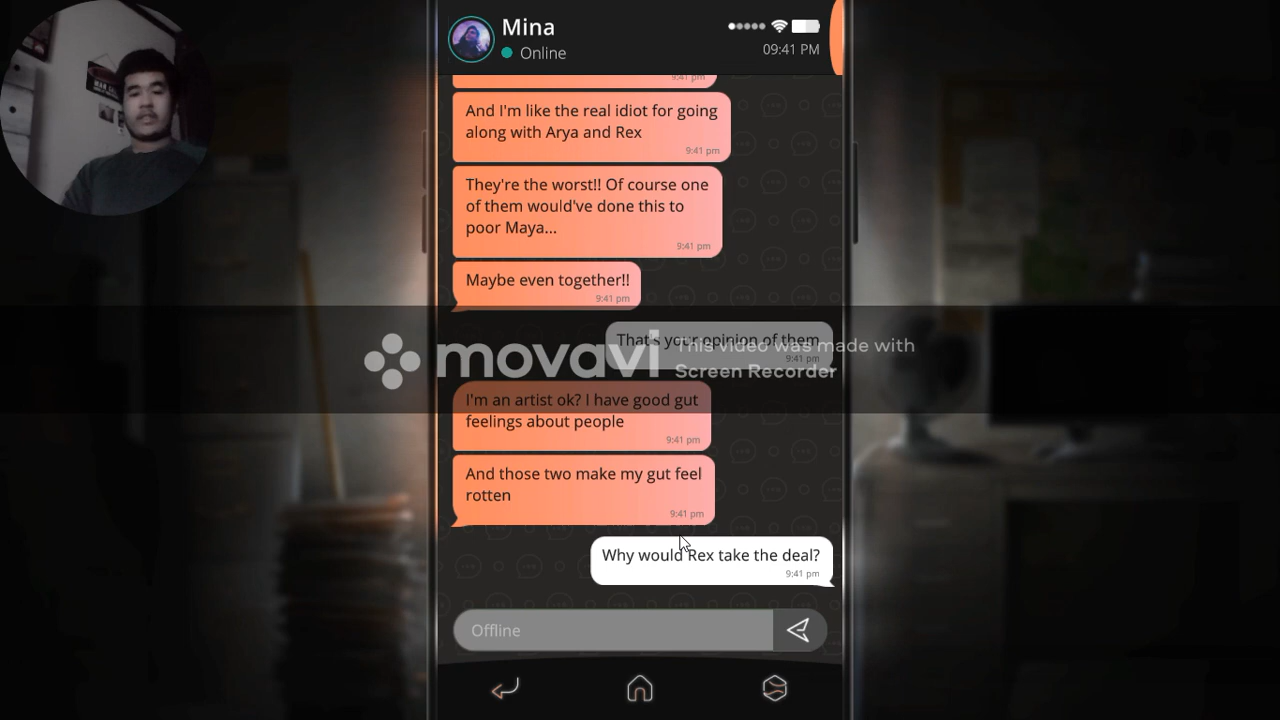 Mina
Online
09:41 PM
9:41 pm
And I'm like the real idiot for going
along with Arya and Rex
9:41 pm
They're the worst!! Of course one
of them would've done this to
poor Maya...
9:41 pm
Maybe even together!!
9:41 pm
That's your opinion of them
9:41 pm
movavi
This video was made with
Screen Recorder
I'm an artist ok? I have good gut
feelings about people
9:41 pm
And those two make my gut feel
rotten
9:41 pm
Why would Rex take the deal?
9:41 pm
Offline